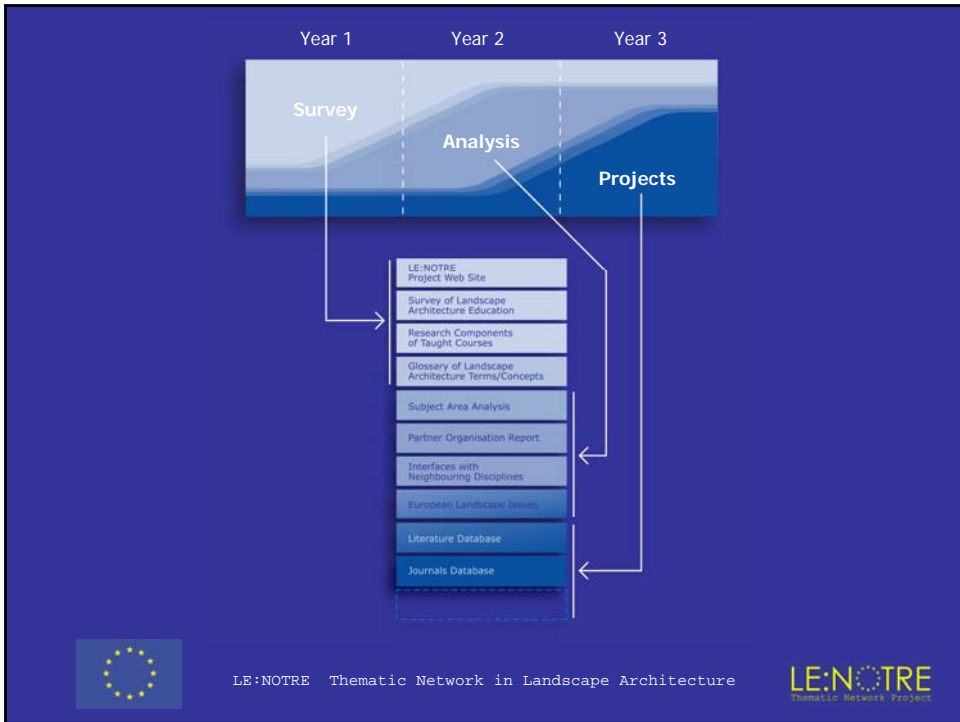 Year 1 Year 2 Year 3
Survey
Analysis
Projects
LE:NOTRE
Project Web Site
Survey of Landscape
Architecture Education
Research Components
of Taught Courses
Glossary of Landscape
Architecture Terms/Concepts
Subject Area Analysis
Partner Organisation Report
Interfaces with
Neighbouring Disciplines
European Landscape Issues
Literature Database
Journals Database
LE:NOTRE Thematic Network in Landscape Architecture
LE:NOTRE
Thematic Network Project